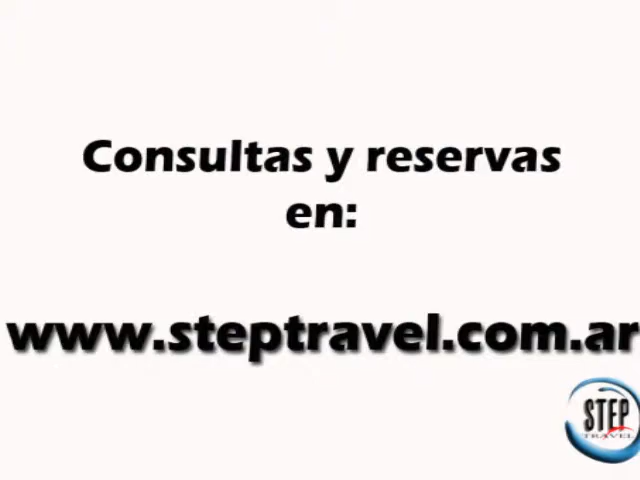 Consultas y reservas
en:
www.steptravel.com.ar
STEP
TRAVEL